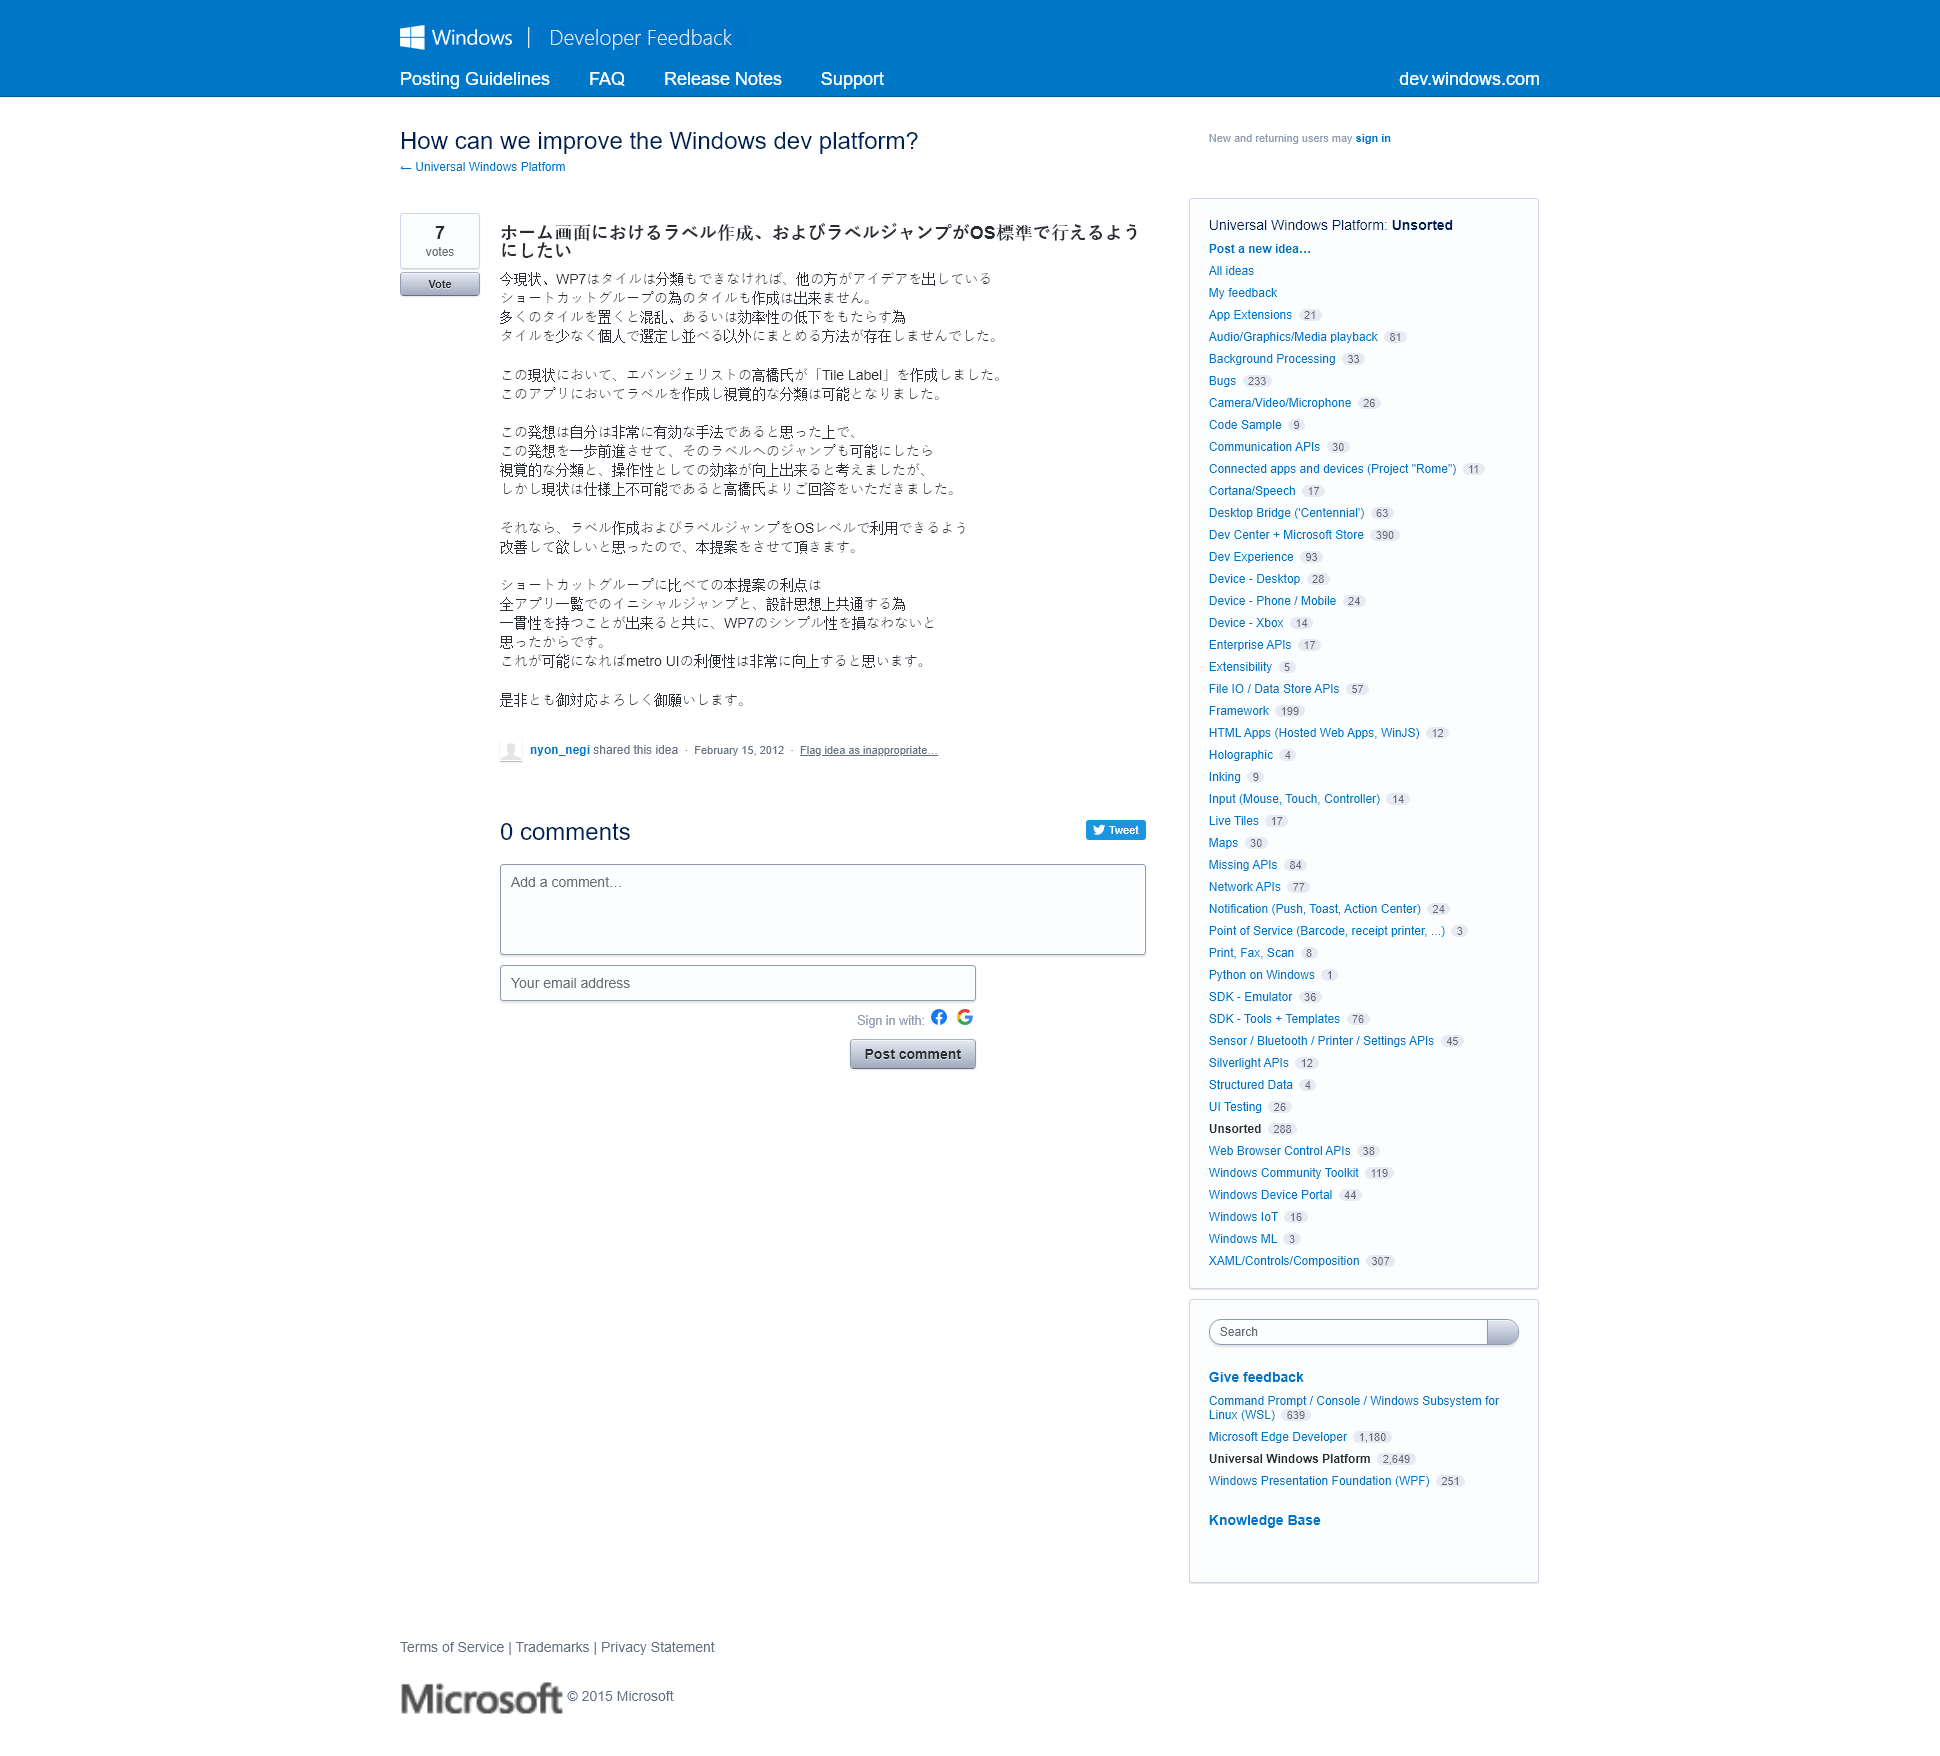 Windows | Developer Feedback
Posting Guidelines FAQ Release Notes Support dev.windows.com
How can we improve the Windows dev platform?
← Universal Windows Platform
New and returning users may sign in
7
votes
Vote
ホーム画面におけるラベル作成、およびラベルジャンプがOS標準で行えるよう
にしたい
今現状、WP7はタイルは分類もできなければ、他の方がアイデアを出している
ショートカットグループの為のタイルも作成は出来ません。
多くのタイルを置くと混乱、あるいは効率性の低下をもたらす為
タイルを少なく個人で選定し並べる以外にまとめる方法が存在しませんでした。
この現状において、エバンジェリストの高橋氏が「Tile Label」を作成しました。
このアプリにおいてラベルを作成し視覚的な分類は可能となりました。
この発想は自分は非常に有効な手法であると思った上で、
この発想を一歩前進させて、そのラベルへのジャンプも可能にしたら
視覚的な分類と、操作性としての効率が向上出来ると考えましたが、
しかし現状は仕様上不可能であると高橋氏よりご回答をいただきました。
それなら、ラベル作成およびラベルジャンプをOSレベルで利用できるよう
改善して欲しいと思ったので、本提案をさせて頂きます。
ショートカットグループに比べての本提案の利点は
全アプリ一覧でのイニシャルジャンプと、設計思想上共通する為
一貫性を持つことが出来ると共に、WP7のシンプル性を損なわないと
思ったからです。
これが可能になればmetro UIの利便性は非常に向上すると思います。
是非とも御対応よろしく御願いします。
nyon_negi shared this idea · February 15, 2012 · Flag idea as inappropriate…
0 comments
Tweet
Add a comment…
Your email address
Sign in with:
Post comment
Universal Windows Platform: Unsorted
Post a new idea…
All ideas
My feedback
App Extensions 21
Audio/Graphics/Media playback 81
Background Processing 33
Bugs 233
Camera/Video/Microphone 26
Code Sample 9
Communication APIs 30
Connected apps and devices (Project "Rome") 11
Cortana/Speech 17
Desktop Bridge ('Centennial') 63
Dev Center + Microsoft Store 390
Dev Experience 93
Device - Desktop 28
Device - Phone / Mobile 24
Device - Xbox 14
Enterprise APIs 17
Extensibility 5
File IO / Data Store APIs 57
Framework 199
HTML Apps (Hosted Web Apps, WinJS) 12
Holographic 4
Inking 9
Input (Mouse, Touch, Controller) 14
Live Tiles 17
Maps 30
Missing APIs 84
Network APIs 77
Notification (Push, Toast, Action Center) 24
Point of Service (Barcode, receipt printer, ...) 3
Print, Fax, Scan 8
Python on Windows 1
SDK - Emulator 36
SDK - Tools + Templates 76
Sensor / Bluetooth / Printer / Settings APIs 45
Silverlight APIs 12
Structured Data 4
UI Testing 26
Unsorted 288
Web Browser Control APIs 38
Windows Community Toolkit 119
Windows Device Portal 44
Windows IoT 16
Windows ML 3
XAML/Controls/Composition 307
Search
Give feedback
Command Prompt / Console / Windows Subsystem for
Linux (WSL) 639
Microsoft Edge Developer 1,180
Universal Windows Platform 2,649
Windows Presentation Foundation (WPF) 251
Knowledge Base
Terms of Service | Trademarks | Privacy Statement
Microsoft © 2015 Microsoft